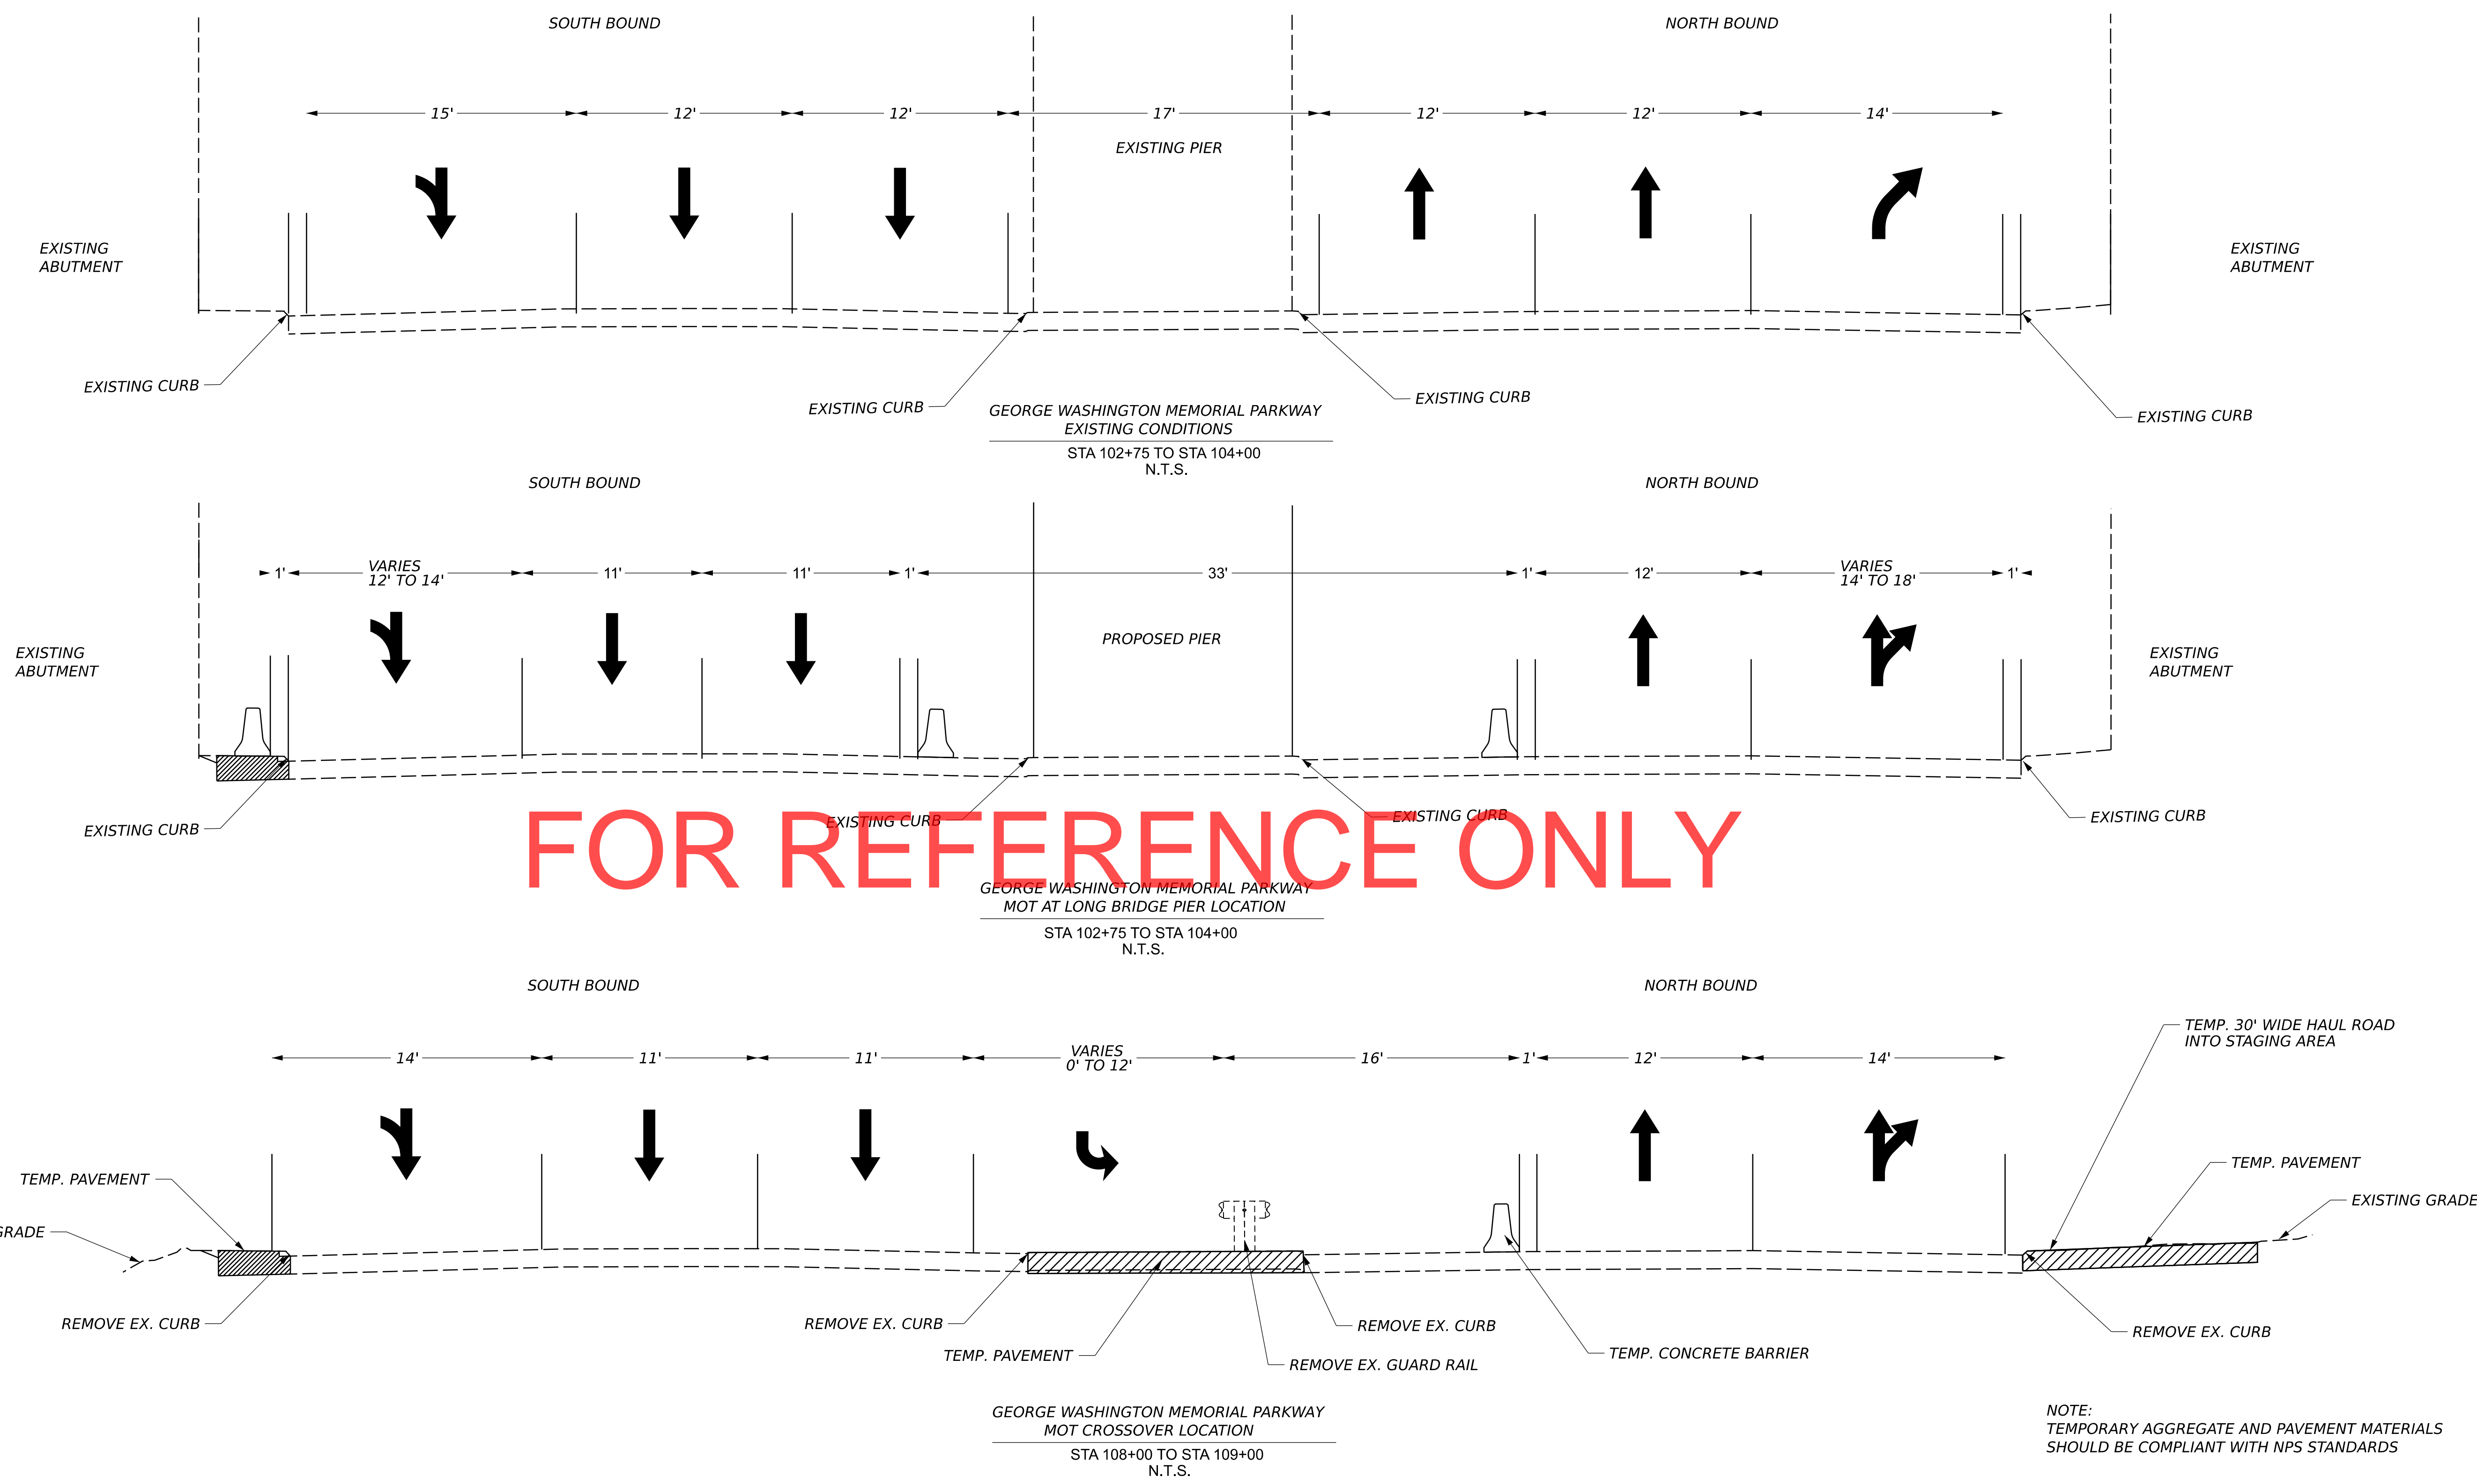 SOUTH BOUND
NORTH BOUND
15'
12'
12'
17'
12'
12'
14'
EXISTING PIER
EXISTING
ABUTMENT
EXISTING
ABUTMENT
EXISTING CURB
EXISTING CURB
EXISTING CURB
EXISTING CURB
GEORGE WASHINGTON MEMORIAL PARKWAY
EXISTING CONDITIONS
STA 102+75 TO STA 104+00
N.T.S.
SOUTH BOUND
NORTH BOUND
1'
VARIES
12' TO 14'
11'
11'
1'
33'
1'
12'
VARIES
14' TO 18'
1'
PROPOSED PIER
EXISTING
ABUTMENT
EXISTING
ABUTMENT
EXISTING CURB
EXISTING CURB
EXISTING CURB
EXISTING CURB
FOR REFERENCE ONLY
GEORGE WASHINGTON MEMORIAL PARKWAY
MOT AT LONG BRIDGE PIER LOCATION
STA 102+75 TO STA 104+00
N.T.S.
SOUTH BOUND
NORTH BOUND
14'
11'
11'
VARIES
0' TO 12'
16'
1'
12'
14'
TEMP. 30' WIDE HAUL ROAD
INTO STAGING AREA
TEMP. PAVEMENT
TEMP. PAVEMENT
EXISTING GRADE
GRADE
REMOVE EX. CURB
REMOVE EX. CURB
TEMP. PAVEMENT
REMOVE EX. CURB
REMOVE EX. GUARD RAIL
TEMP. CONCRETE BARRIER
REMOVE EX. CURB
GEORGE WASHINGTON MEMORIAL PARKWAY
MOT CROSSOVER LOCATION
STA 108+00 TO STA 109+00
N.T.S.
NOTE:
TEMPORARY AGGREGATE AND PAVEMENT MATERIALS
SHOULD BE COMPLIANT WITH NPS STANDARDS